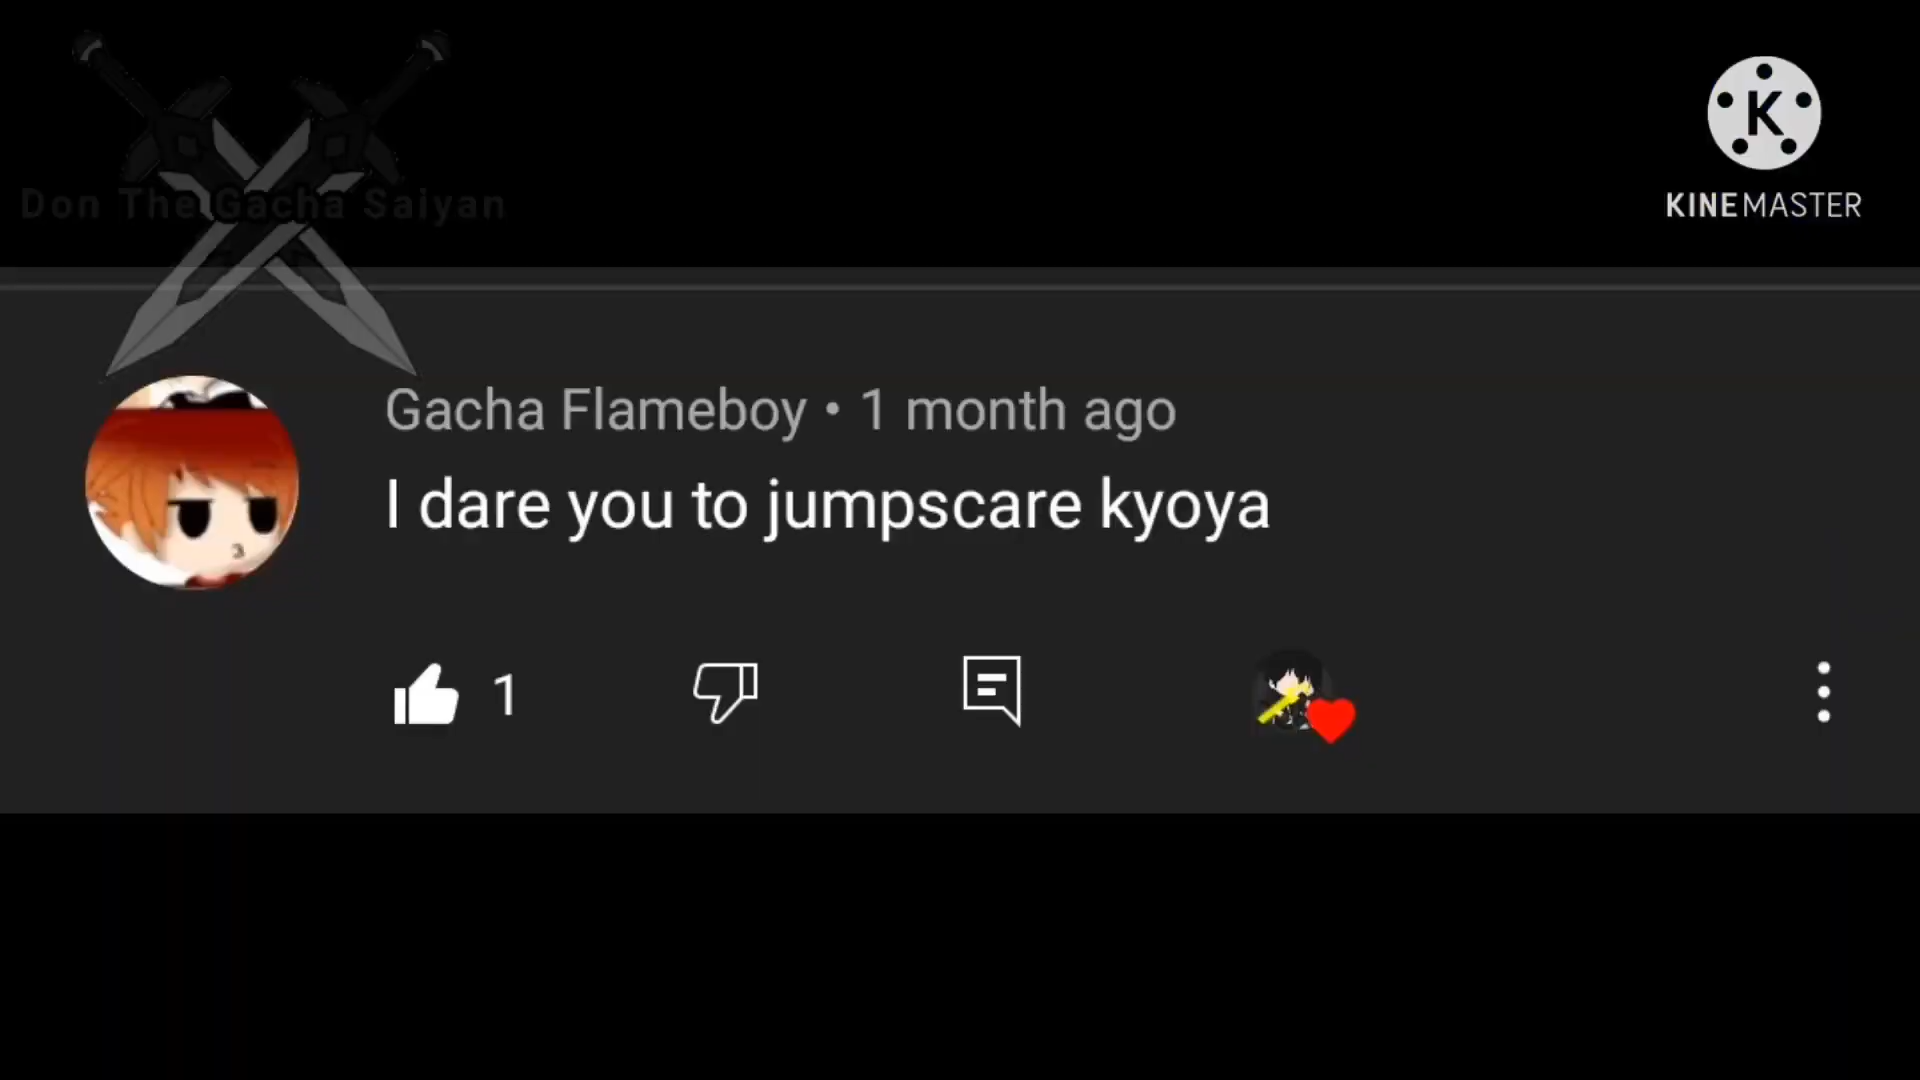 K
KINEMASTER
Don The Gacha Saiyan
Gacha Flameboy • 1 month ago
I dare you to jumpscare kyoya
1